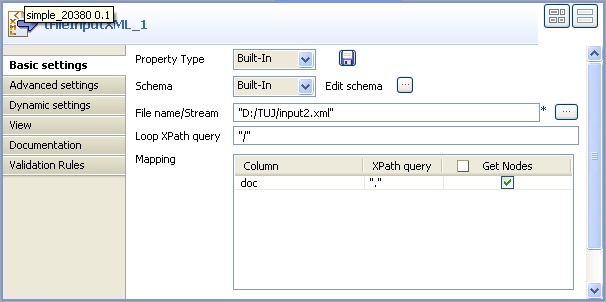 simple_20380 0.1
tFileInputXML_1
Basic settings
Advanced settings
Dynamic settings
View
Documentation
Validation Rules
Property Type Built-In
Schema Built-In Edit schema ...
File name/Stream "D:/TUJ/input2.xml" * ...
Loop XPath query "/"
Mapping
Column XPath query Get Nodes
doc "."